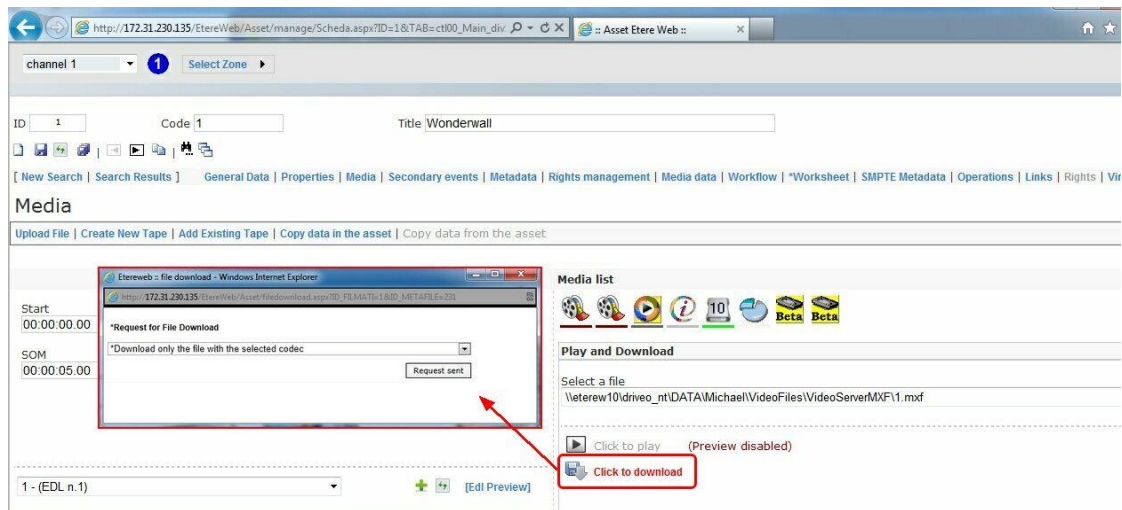 http://172.31.230.135/EtereWeb/Asset/manage/Scheda.aspx?ID=1&TAB=ctl00_Main_div
:: Asset Etere Web ::
channel 1
1
Select Zone
ID 1 Code 1 Title Wonderwall
[ New Search | Search Results ] General Data | Properties | Media | Secondary events | Metadata | Rights management | Media data | Workflow | *Worksheet | SMPTE Metadata | Operations | Links | Rights | Vir
Media
Upload File | Create New Tape | Add Existing Tape | Copy data in the asset | Copy data from the asset
Start
00:00:00.00
SOM
00:00:05.00
Etereweb :: file download - Windows Internet Explorer
http://172.31.230.135/EtereWeb/Asset/filedownload.aspx?ID_FILMATI=1&ID_METAFILE=231
*Request for File Download
*Download only the file with the selected codec
Request sent
1 - (EDL n.1)
[Edl Preview]
Media list
10
Beta
Beta
Play and Download
Select a file
\\eterew10\driveo_nt\DATA\Michael\VideoFiles\VideoServerMXF\1.mxf
Click to play (Preview disabled)
Click to download